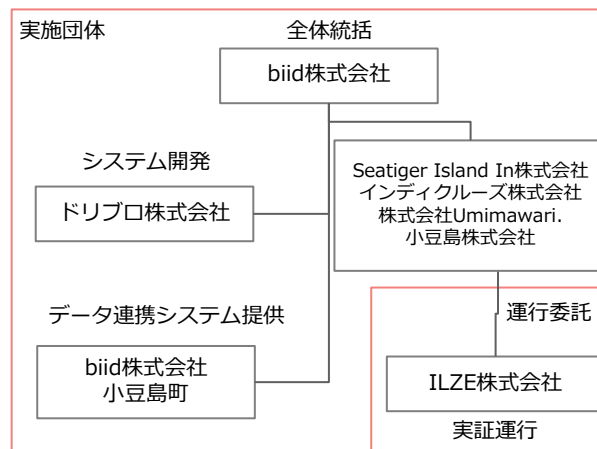 実施団体
全体統括
biid株式会社
システム開発
ドリブロ株式会社
Seatiger Island In株式会社
インディクルーズ株式会社
株式会社Umimawari.
小豆島株式会社
データ連携システム提供
biid株式会社
小豆島町
運行委託
ILZE株式会社
実証運行